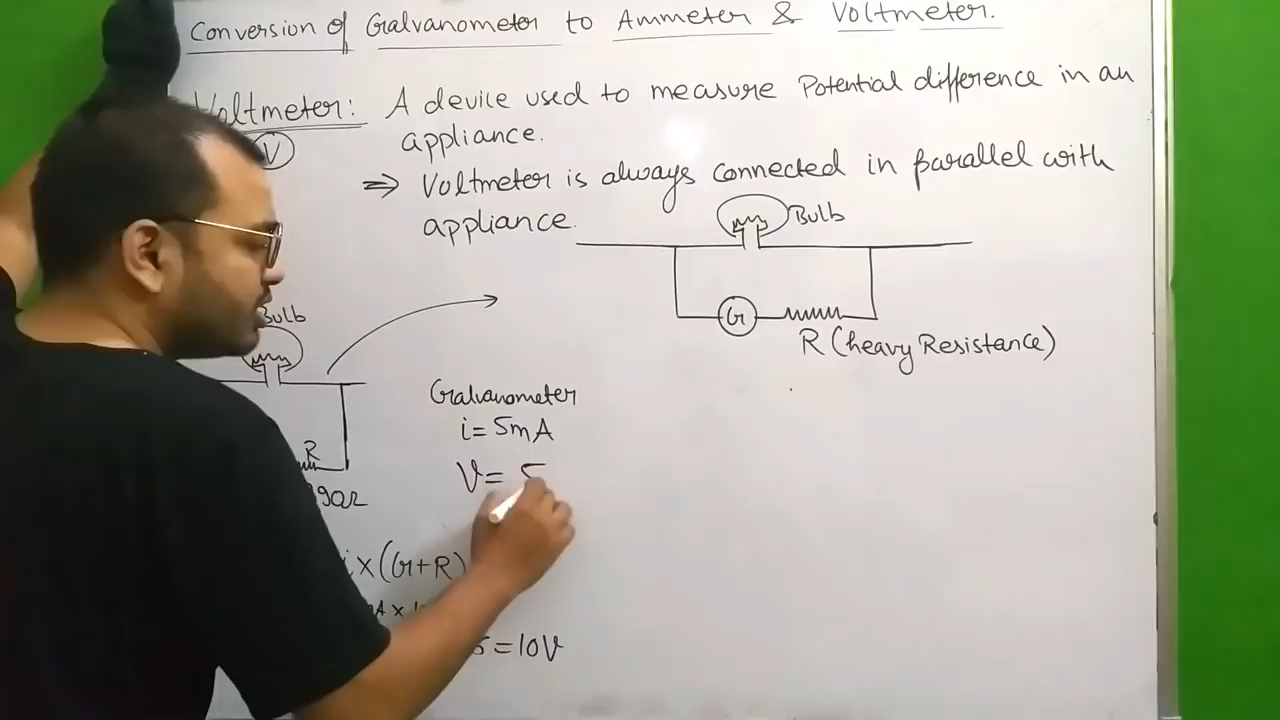 Conversion of Galvanometer to Ammeter & Voltmeter.
Voltmeter: A device used to measure Potential difference in an
appliance.
V
⇒ Voltmeter is always connected in parallel with
appliance.
Bulb
G
R (heavy Resistance)
Bulb
R
Galvanometer
i = 5mA
V = 5
i × (G+R)
A ×
= 10V